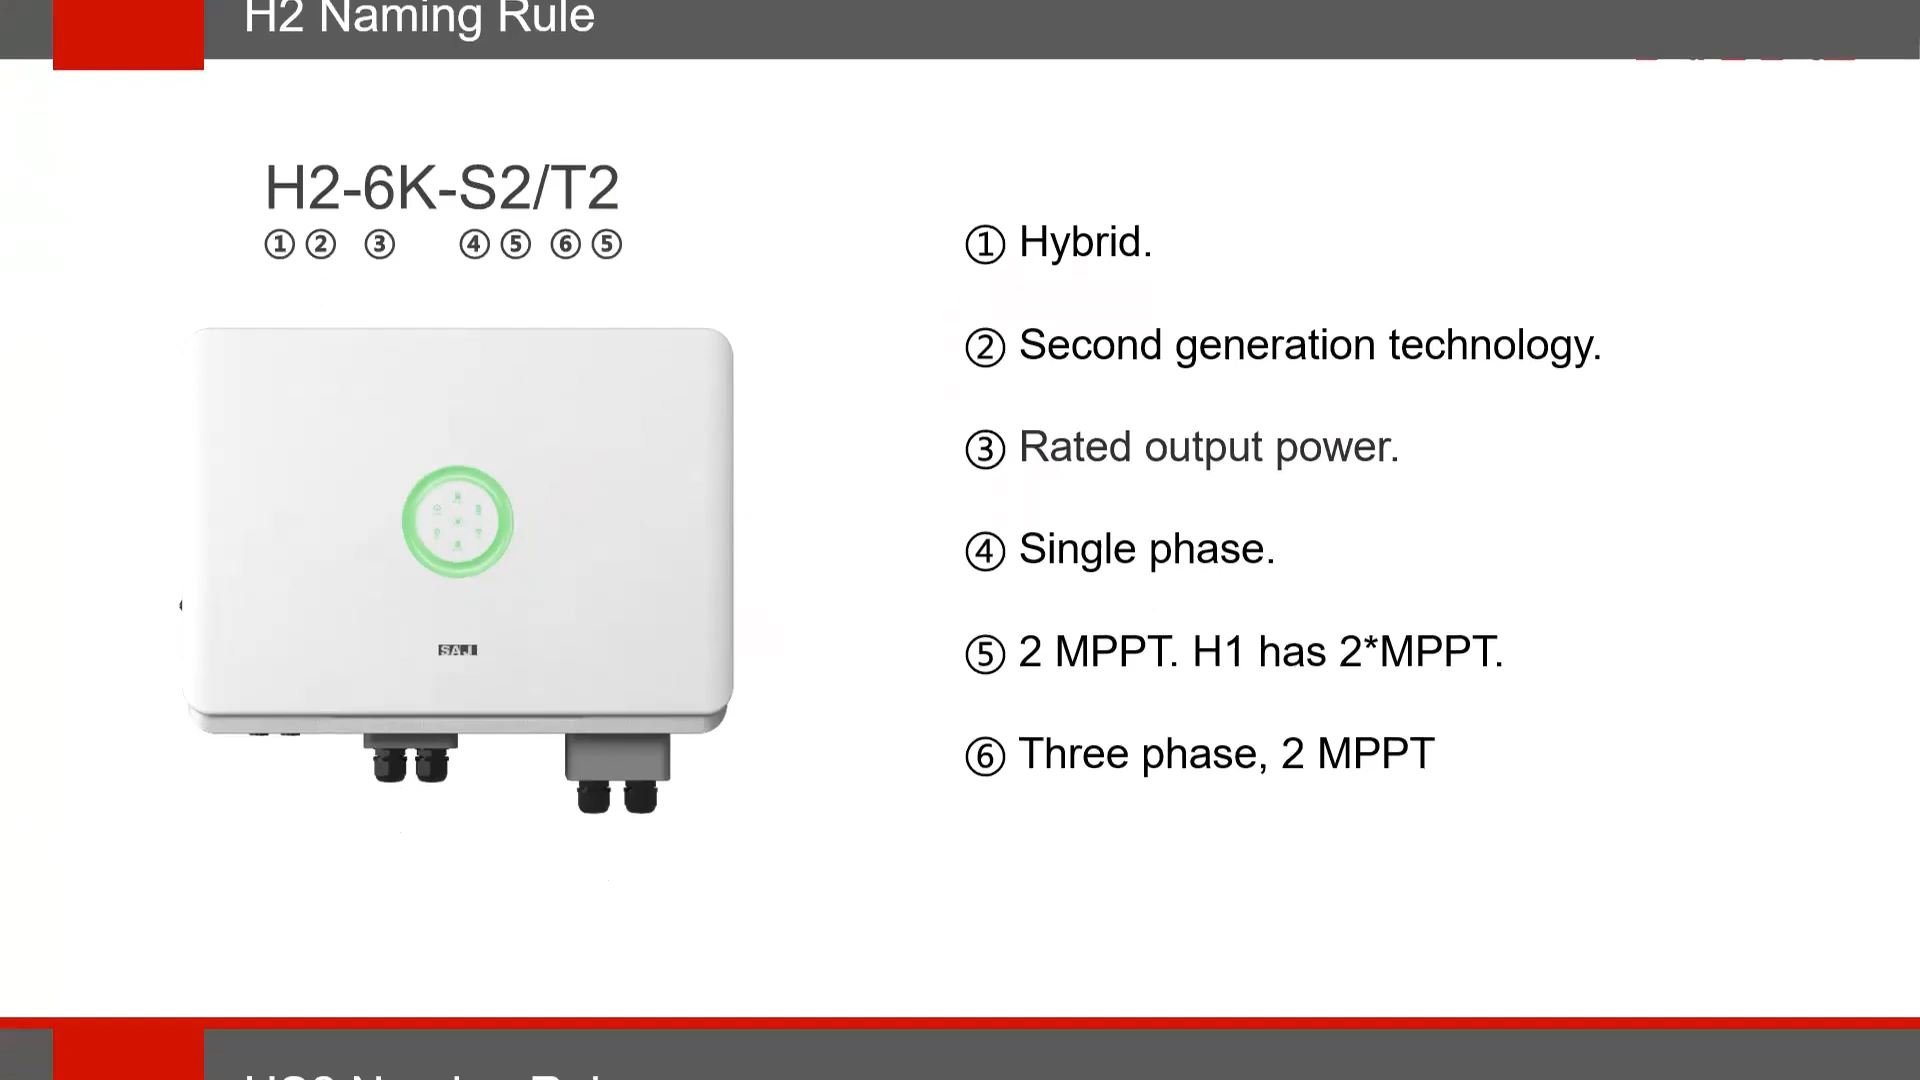 H2 Naming Rule
H2-6K-S2/T2
① ② ③ ④ ⑤ ⑥ ⑤
① Hybrid.
② Second generation technology.
③ Rated output power.
④ Single phase.
⑤ 2 MPPT. H1 has 2*MPPT.
⑥ Three phase, 2 MPPT
SAJ